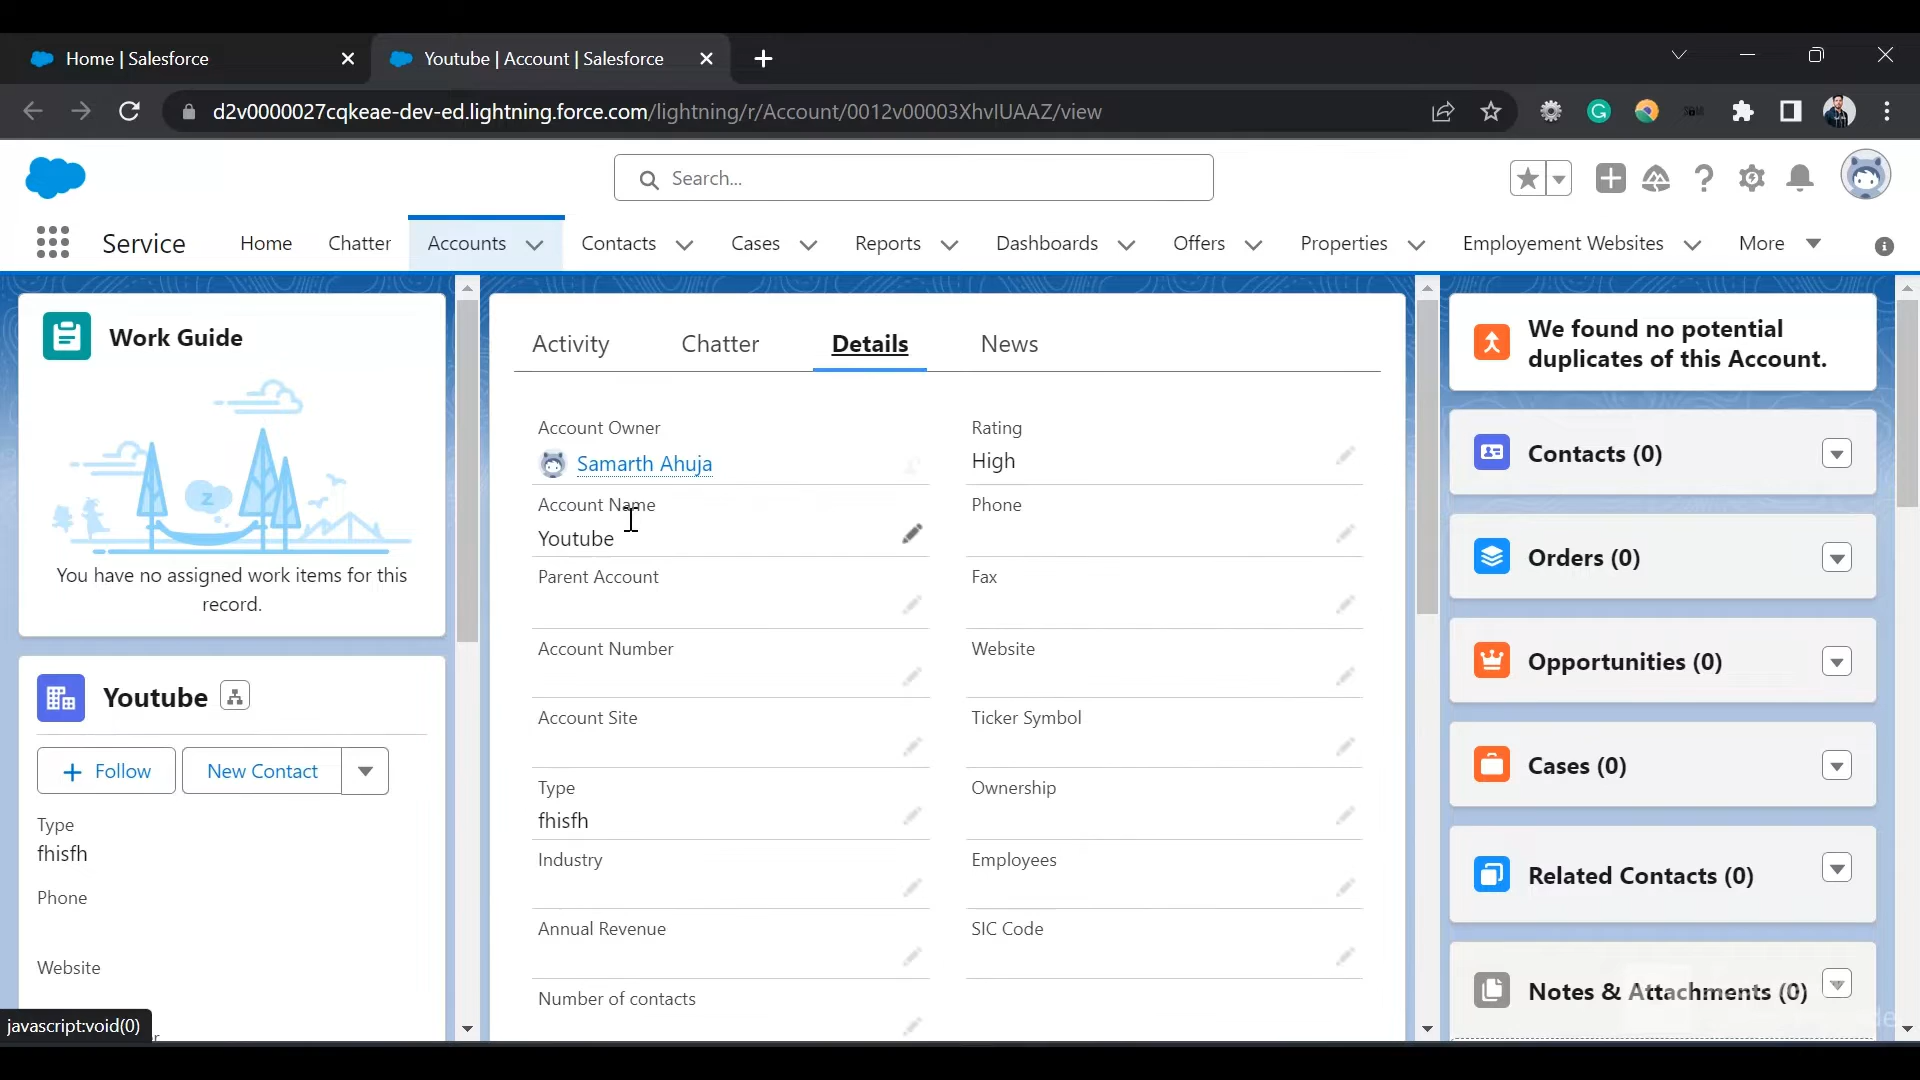 Home | Salesforce
Youtube | Account | Salesforce
d2v0000027cqkeae-dev-ed.lightning.force.com/lightning/r/Account/0012v00003XhvIUAAZ/view
Search...
Service
Home
Chatter
Accounts
Contacts
Cases
Reports
Dashboards
Offers
Properties
Employement Websites
More
Work Guide
z
You have no assigned work items for this
record.
Youtube
Follow
New Contact
Type
fhisfh
Phone
Website
javascript:void(0)
Activity
Chatter
Details
News
Account Owner
Samarth Ahuja
Rating
High
Account Name
Youtube
Phone
Parent Account
Fax
Account Number
Website
Account Site
Ticker Symbol
Type
fhisfh
Ownership
Industry
Employees
Annual Revenue
SIC Code
Number of contacts
We found no potential
duplicates of this Account.
Contacts (0)
Orders (0)
Opportunities (0)
Cases (0)
Related Contacts (0)
Notes & Attachments (0)